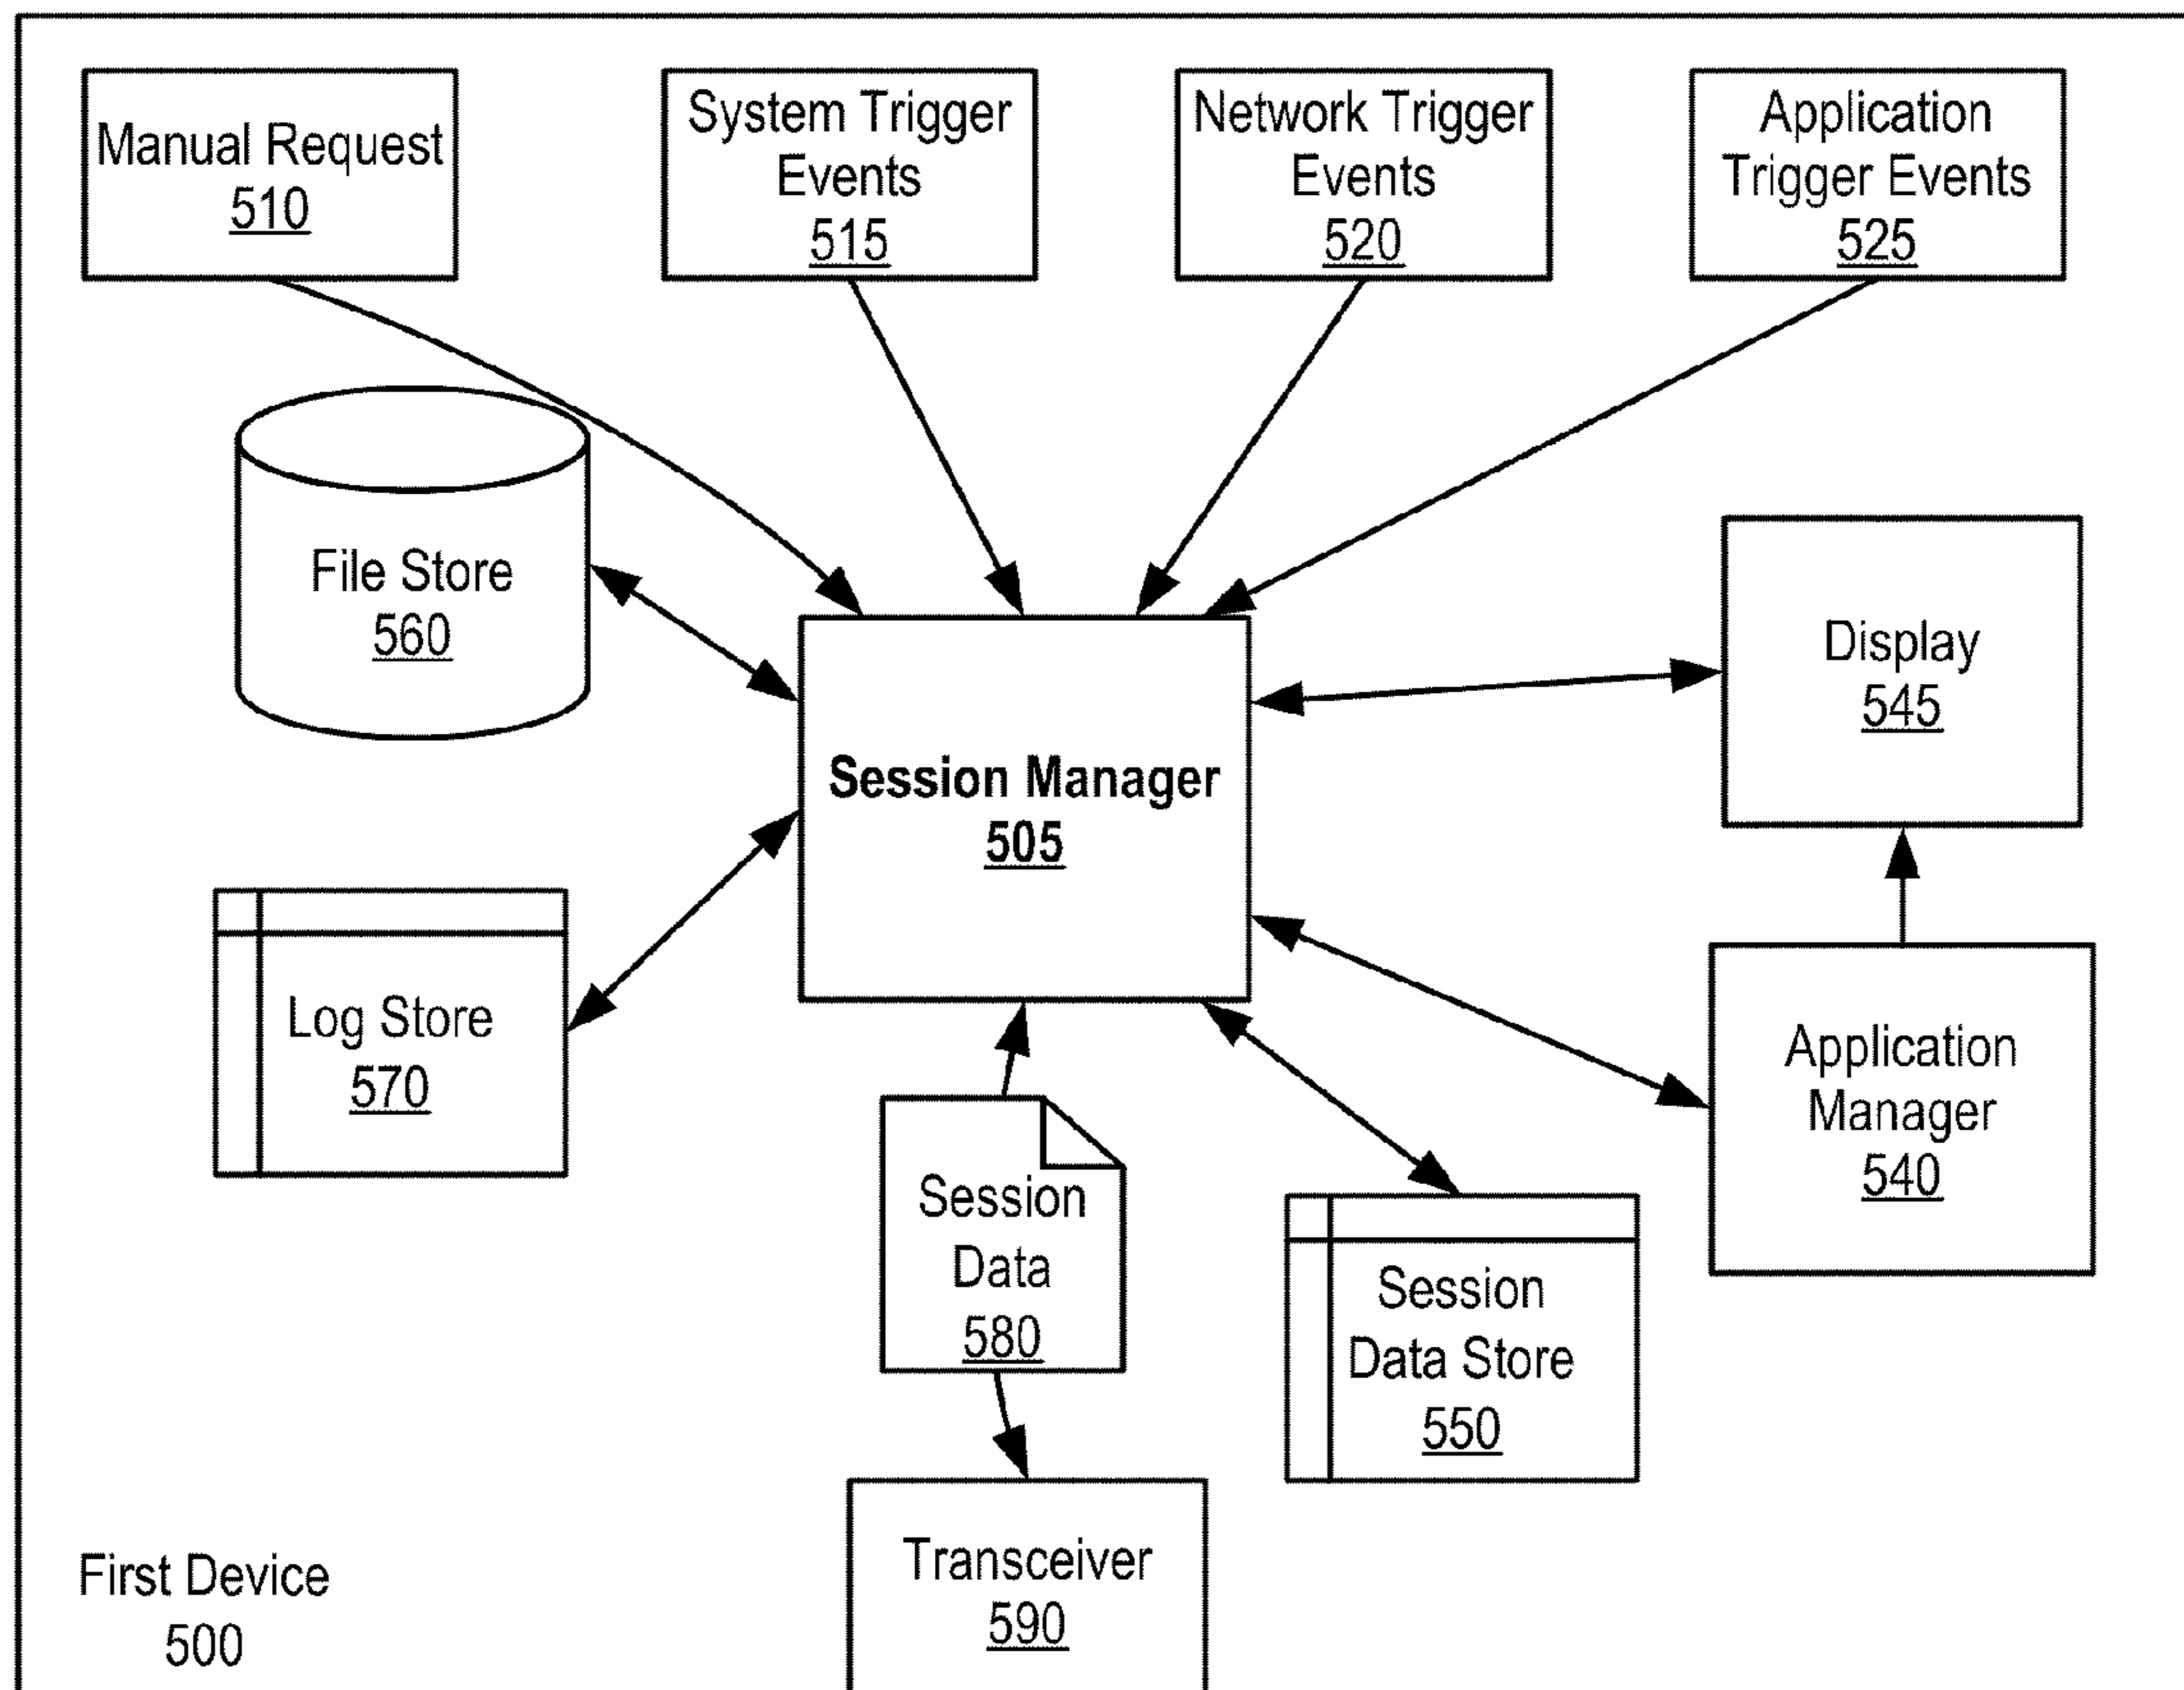 Manual Request
510
System Trigger
Events
515
Network Trigger
Events
520
Application
Trigger Events
525
File Store
560
Display
545
Session Manager
505
Log Store
570
Application
Manager
540
Session
Data
580
Session
Data Store
550
Transceiver
590
First Device
500